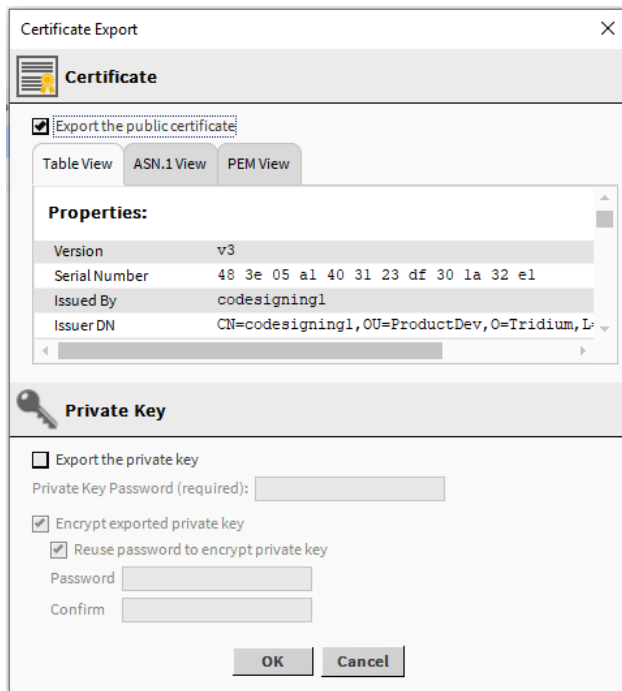 Certificate Export
Certificate
Export the public certificate
Table View ASN.1 View PEM View
Properties:
Version v3
Serial Number 48 3e 05 a1 40 31 23 df 30 1a 32 e1
Issued By codesigning1
Issuer DN CN=codesigning1,OU=ProductDev,O=Tridium,L=
Private Key
Export the private key
Private Key Password (required):
Encrypt exported private key
Reuse password to encrypt private key
Password
Confirm
OK Cancel